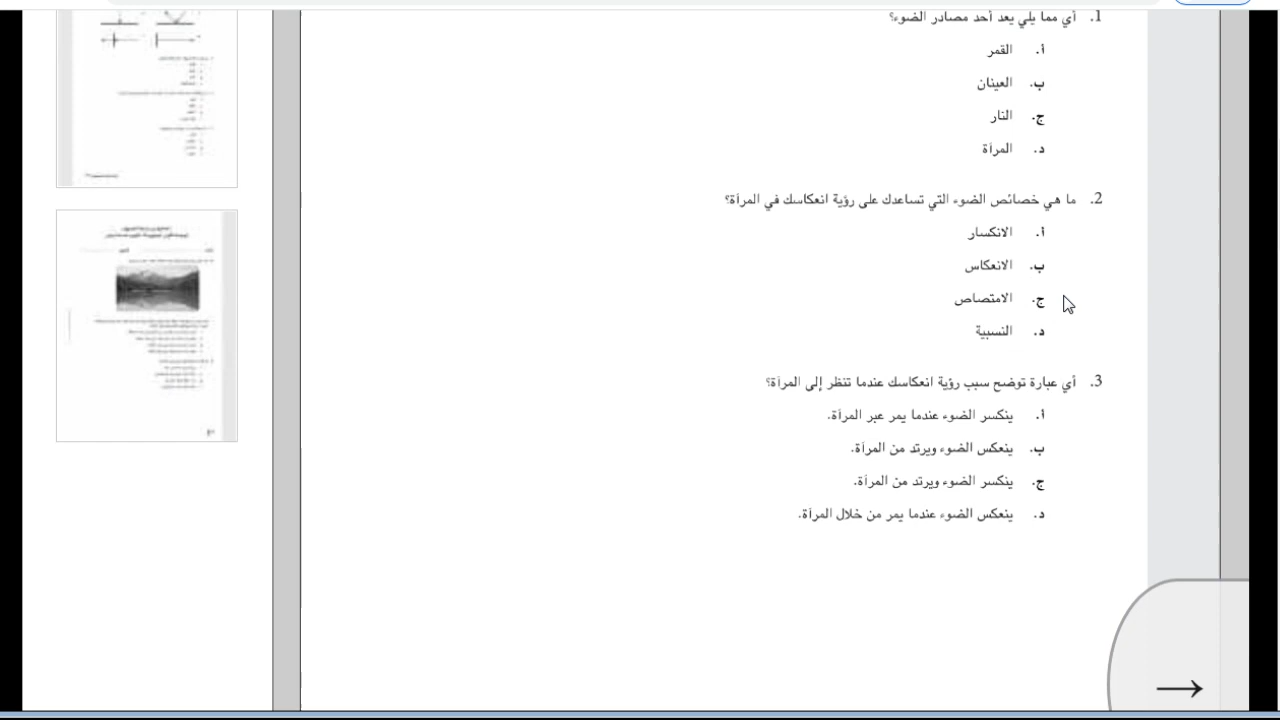 1. أي مما يلي يعد أحد مصادر الضوء؟
أ. القمر
ب. العينان
ج. النار
د. المرآة
2. ما هي خصائص الضوء التي تساعدك على رؤية انعكاسك في المرآة؟
أ. الانكسار
ب. الانعكاس
ج. الامتصاص
د. النسبية
3. أي عبارة توضح سبب رؤية انعكاسك عندما تنظر إلى المرآة؟
أ. ينكسر الضوء عندما يمر عبر المرآة.
ب. ينعكس الضوء ويرتد من المرآة.
ج. ينكسر الضوء ويرتد من المرآة.
د. ينعكس الضوء عندما يمر من خلال المرآة.